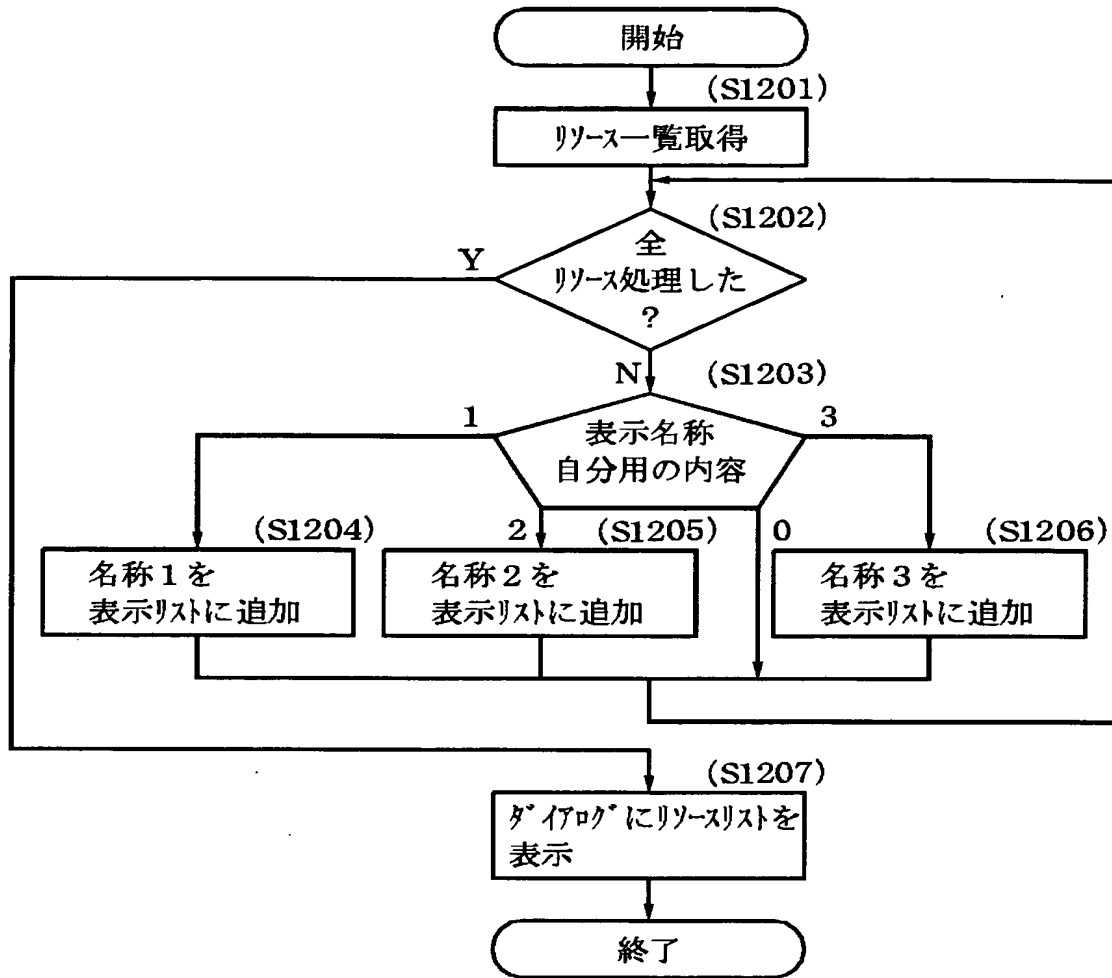 開始
(S1201)
ﾘｿｰｽ一覧取得
(S1202)
全
ﾘｿｰｽ処理した
?
Y
N
(S1203)
1
3
表示名称
自分用の内容
2
0
(S1204)
名称１を
表示ﾘｽﾄに追加
(S1205)
名称２を
表示ﾘｽﾄに追加
(S1206)
名称３を
表示ﾘｽﾄに追加
(S1207)
ﾀﾞｲｱﾛｸﾞにﾘｿｰｽﾘｽﾄを
表示
終了